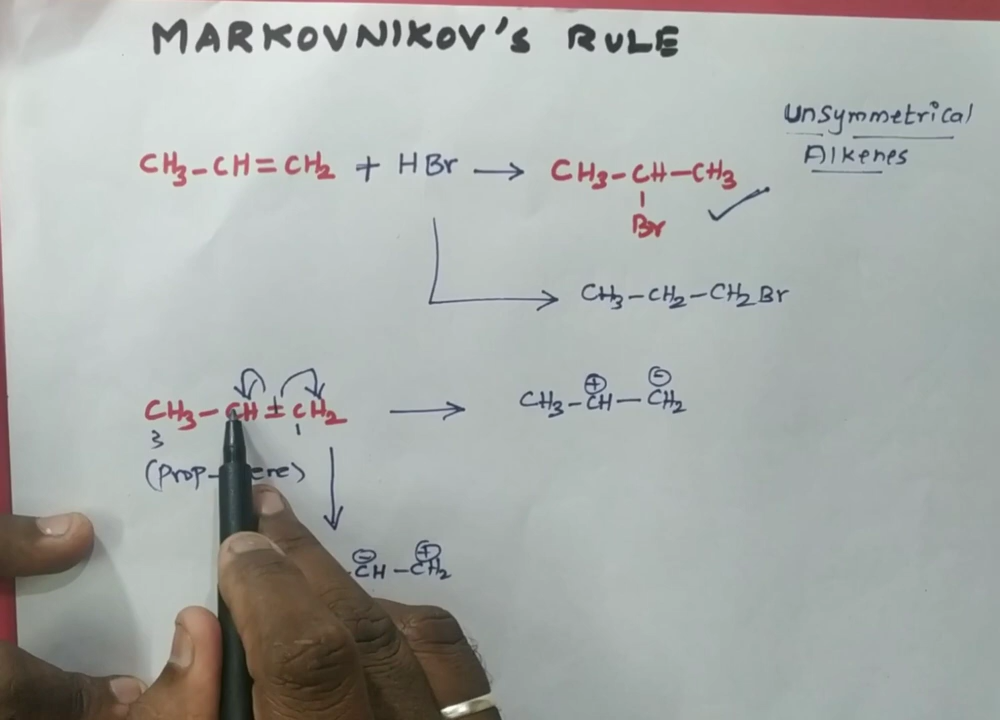 MARKOVNIKOV's RULE
UnSymmetrical
Alkenes
CH3-CH=CH2 + HBr → CH3-CH-CH3
Br ✓
CH3-CH2-CH2Br
CH3-CH±CH2 → CH3-⊕CH-⊖CH2
3 1
(Prop- ene)
⊖CH-⊕CH2